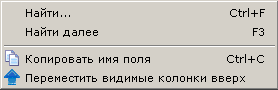 Найти... Ctrl+F
Найти далее F3
Копировать имя поля Ctrl+C
Переместить видимые колонки вверх